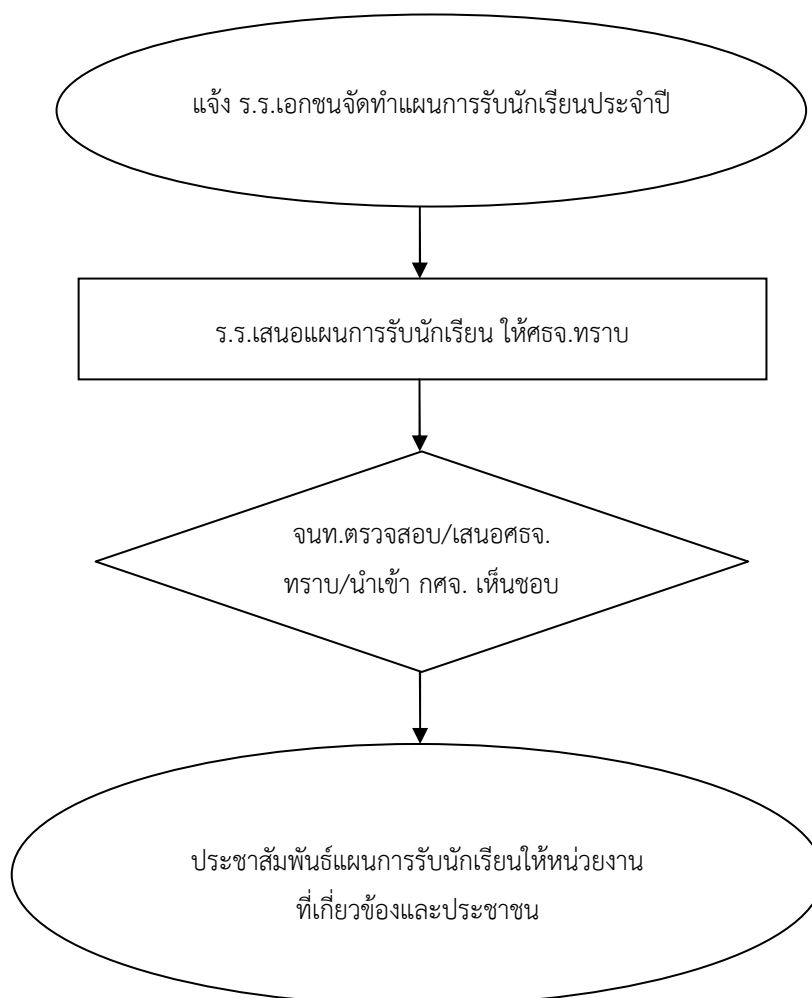 แจ้ง ร.ร.เอกชนจัดทำแผนการรับนักเรียนประจำปี
ร.ร.เสนอแผนการรับนักเรียน ให้ศธจ.ทราบ
จนท.ตรวจสอบ/เสนอศธจ.
ทราบ/นำเข้า กศจ. เห็นชอบ
ประชาสัมพันธ์แผนการรับนักเรียนให้หน่วยงาน
ที่เกี่ยวข้องและประชาชน